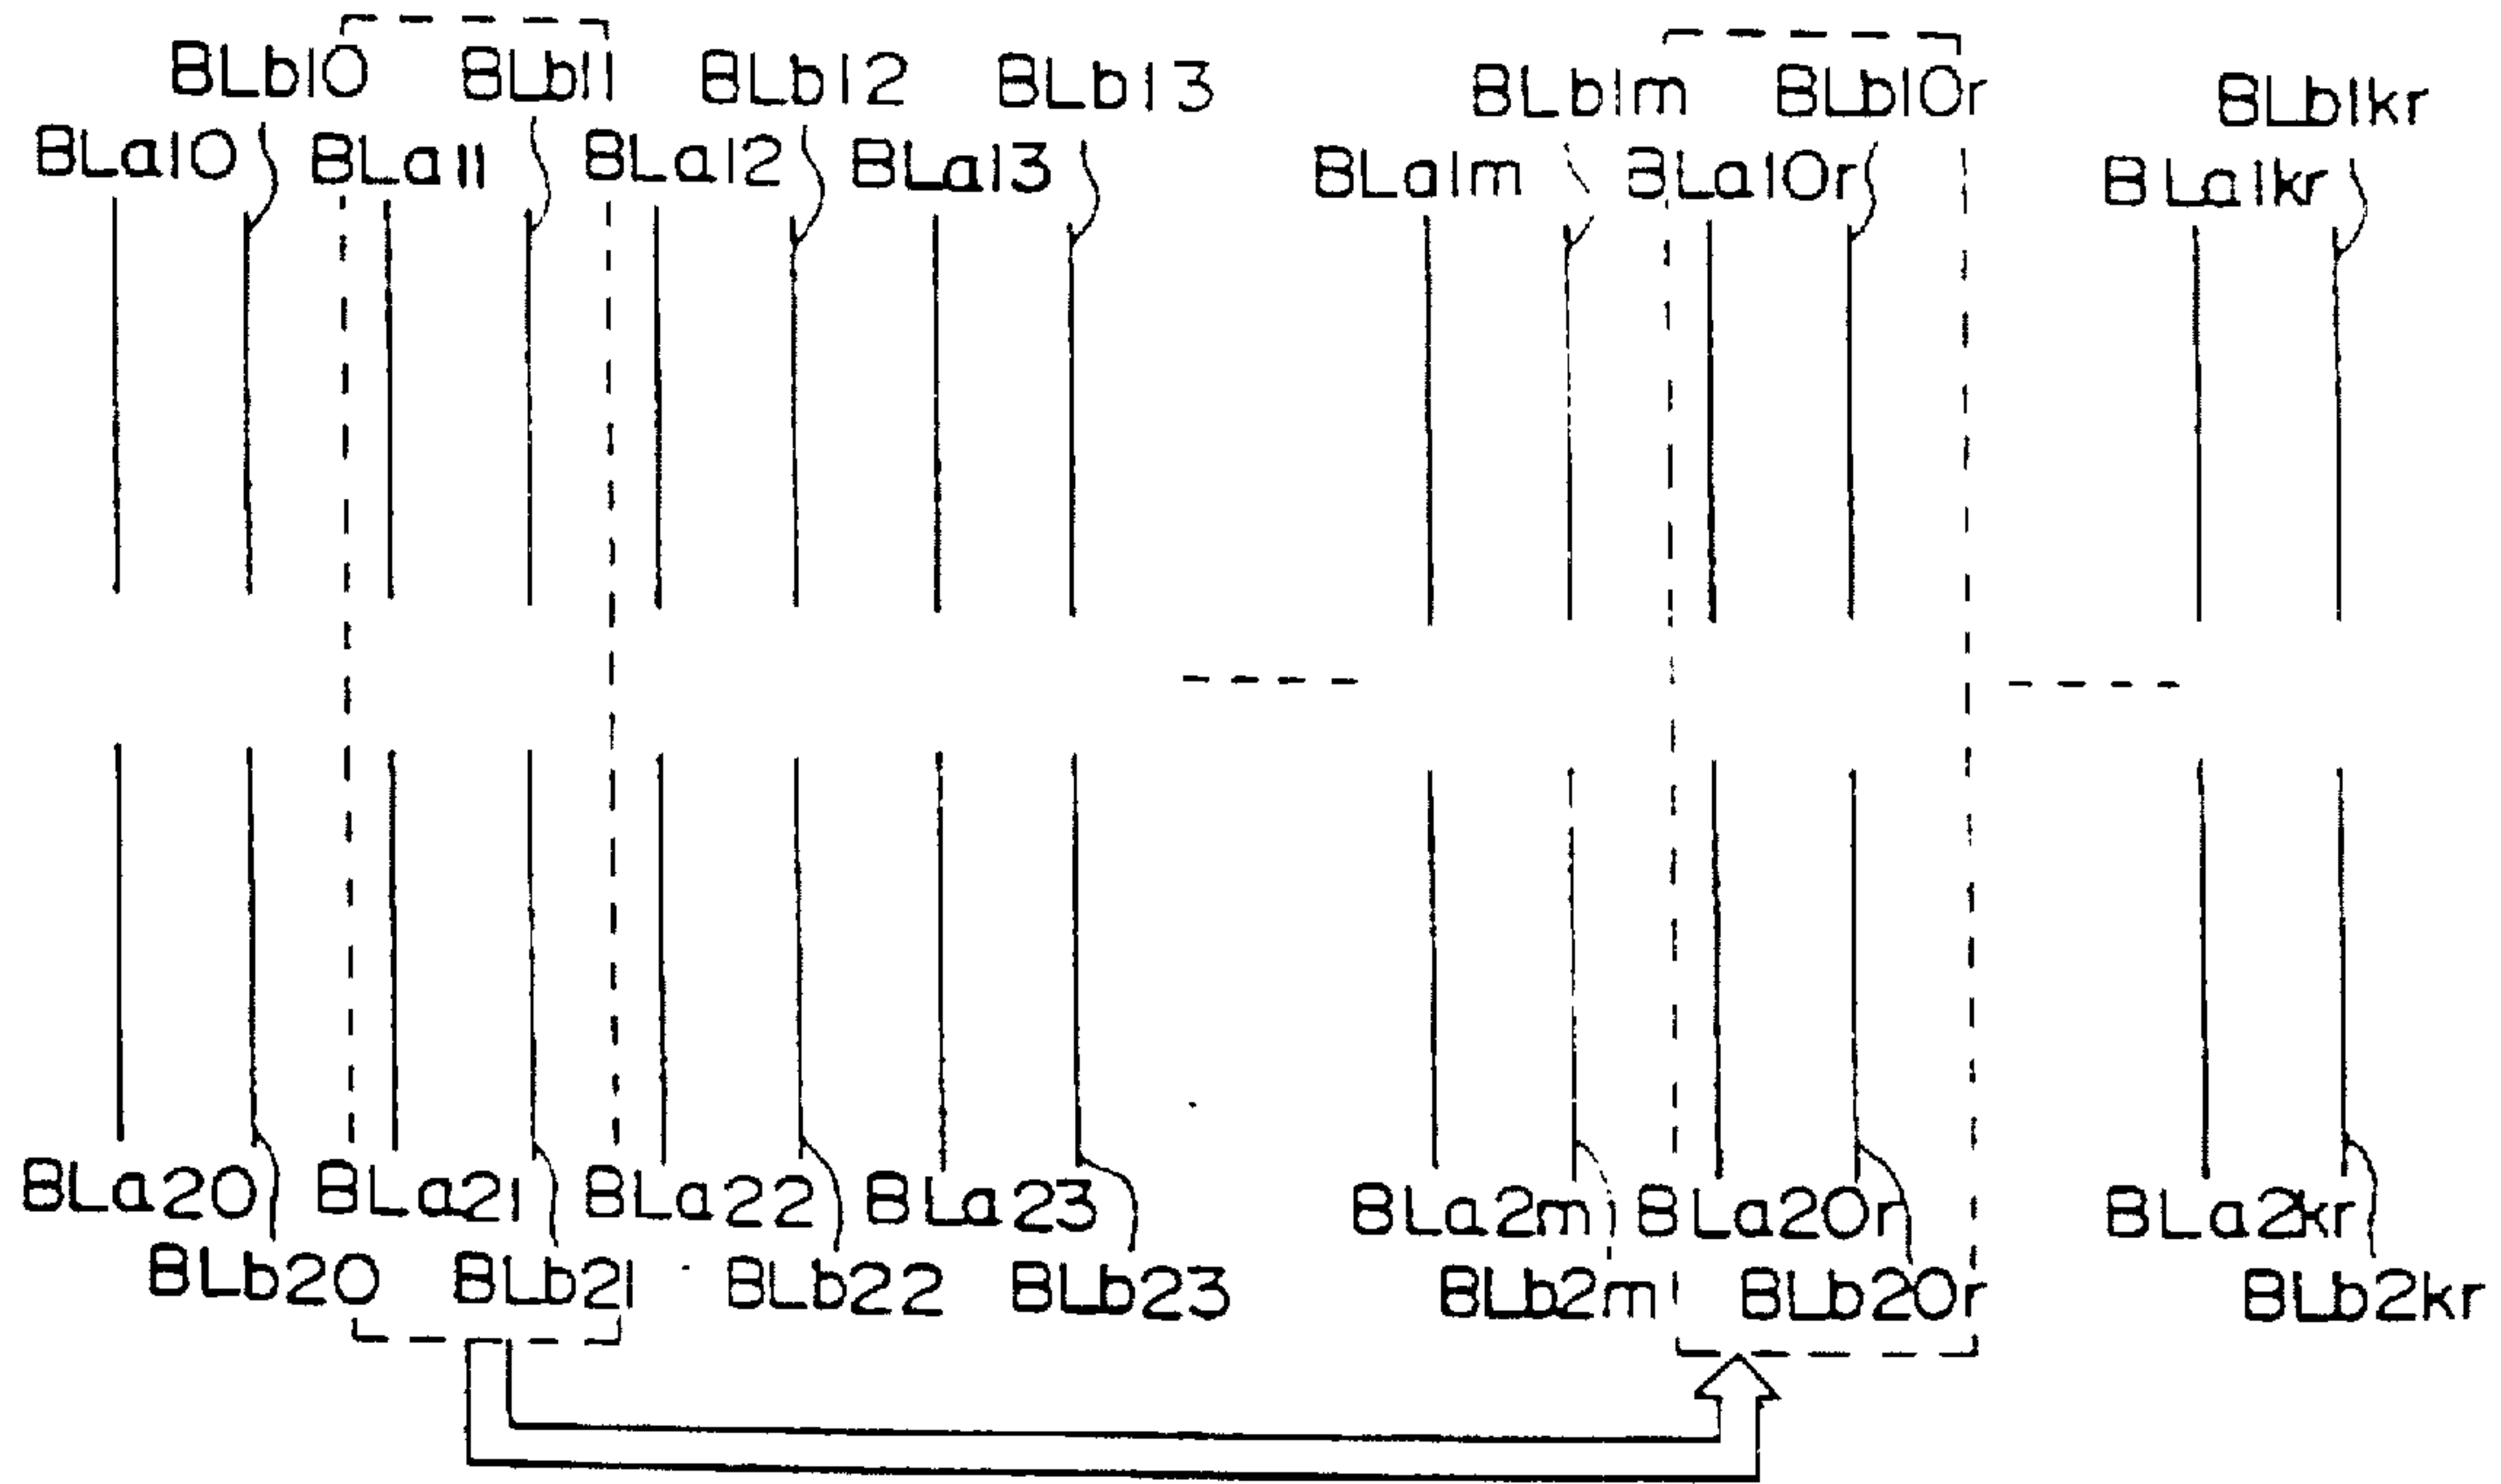 BLb10 BLb11 BLb12 BLb13 BLb1m BLb10r BLb1kr
BLa10 BLa11 BLa12 BLa13 BLa1m BLa10r BLa1kr
BLa20 BLa21 BLa22 BLa23 BLa2m BLa20r BLa2kr
BLb20 BLb21 BLb22 BLb23 BLb2m BLb20r BLb2kr